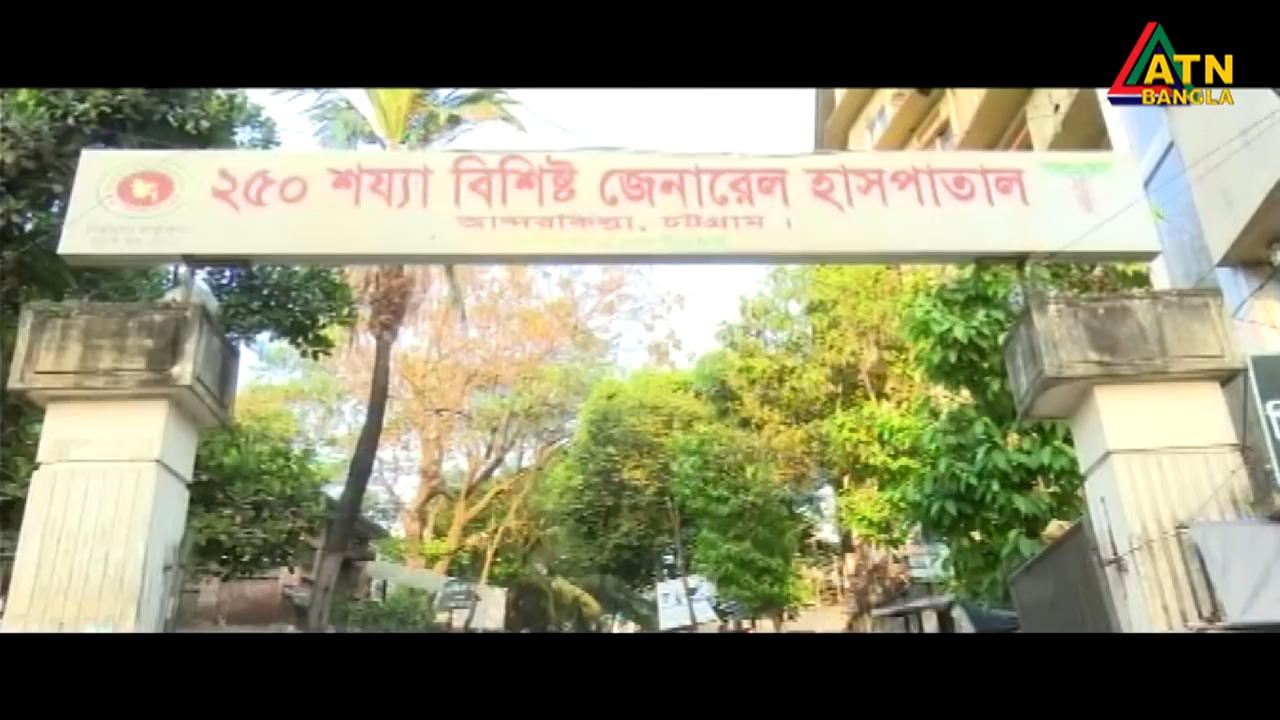 ATN
BANGLA
২৫০ শয্যা বিশিষ্ট জেনারেল হাসপাতাল
আন্দরকিল্লা, চট্টগ্রাম ।